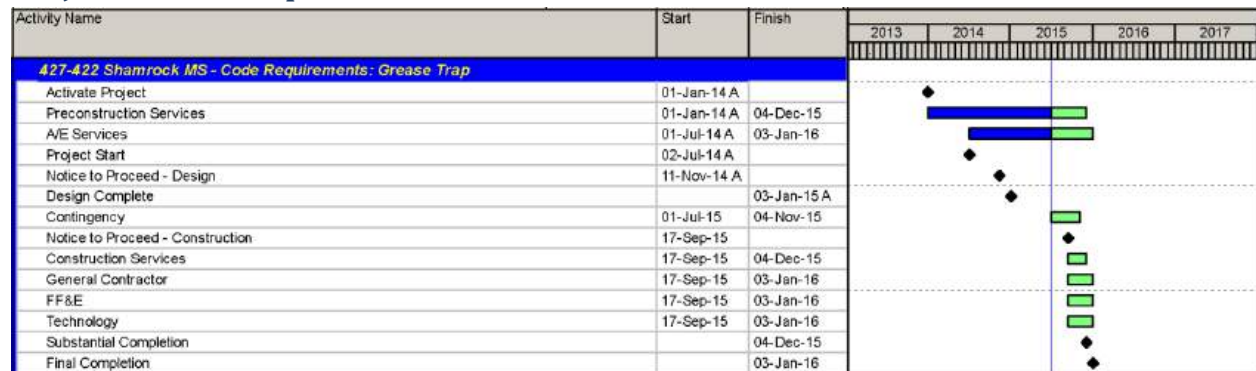 Activity Name Start Finish
2013 2014 2015 2016 2017
427-422 Shamrock MS - Code Requirements: Grease Trap
Activate Project 01-Jan-14 A
Preconstruction Services 01-Jan-14 A 04-Dec-15
A/E Services 01-Jul-14 A 03-Jan-16
Project Start 02-Jul-14 A
Notice to Proceed - Design 11-Nov-14 A
Design Complete 03-Jan-15 A
Contingency 01-Jul-15 04-Nov-15
Notice to Proceed - Construction 17-Sep-15
Construction Services 17-Sep-15 04-Dec-15
General Contractor 17-Sep-15 03-Jan-16
FF&E 17-Sep-15 03-Jan-16
Technology 17-Sep-15 03-Jan-16
Substantial Completion 04-Dec-15
Final Completion 03-Jan-16